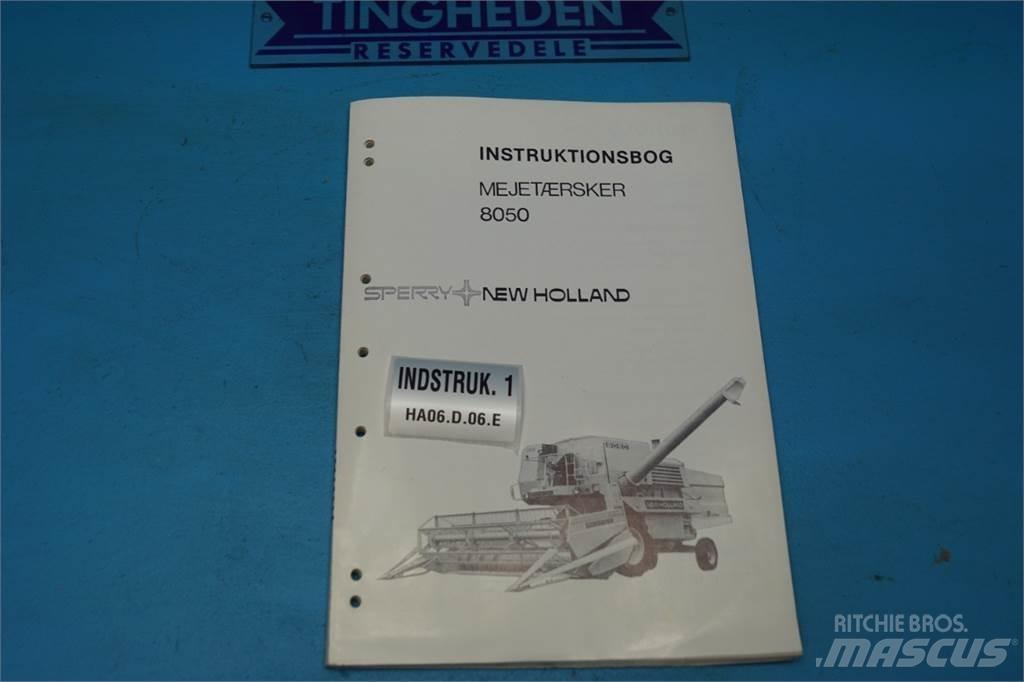 TINGHEDEN
RESERVEDELE
INSTRUKTIONSBOG
MEJETÆRSKER
8050
SPERRY NEW HOLLAND
INDSTRUK. 1
HA06.D.06.E
RITCHIE BROS.
MASCUS